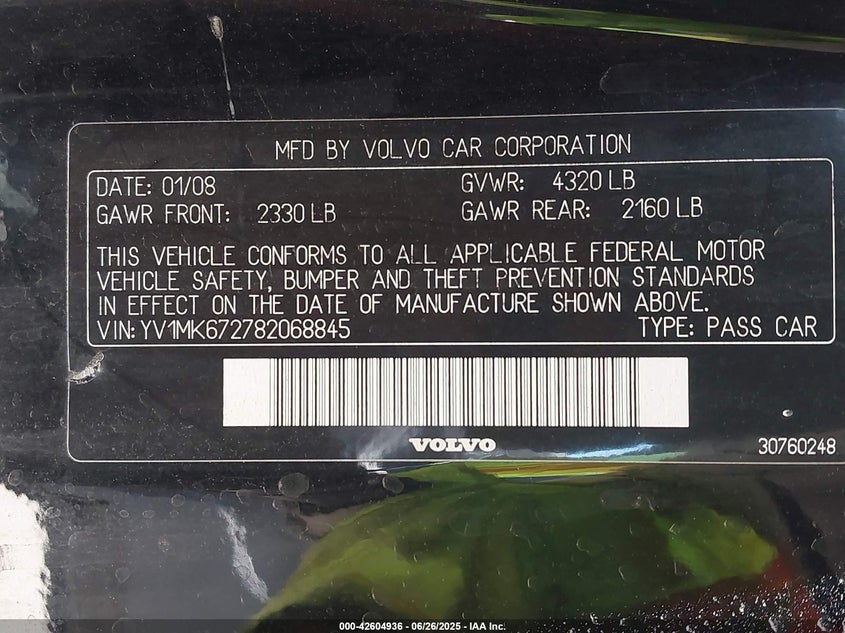 MFD BY VOLVO CAR CORPORATION
DATE: 01/08 GVWR: 4320 LB
GAWR FRONT: 2330 LB GAWR REAR: 2160 LB
THIS VEHICLE CONFORMS TO ALL APPLICABLE FEDERAL MOTOR
VEHICLE SAFETY, BUMPER AND THEFT PREVENTION STANDARDS
IN EFFECT ON THE DATE OF MANUFACTURE SHOWN ABOVE.
VIN: YV1MK672782068845 TYPE: PASS CAR
VOLVO
30760248
000-42604936 - 06/26/2025 - IAA Inc.